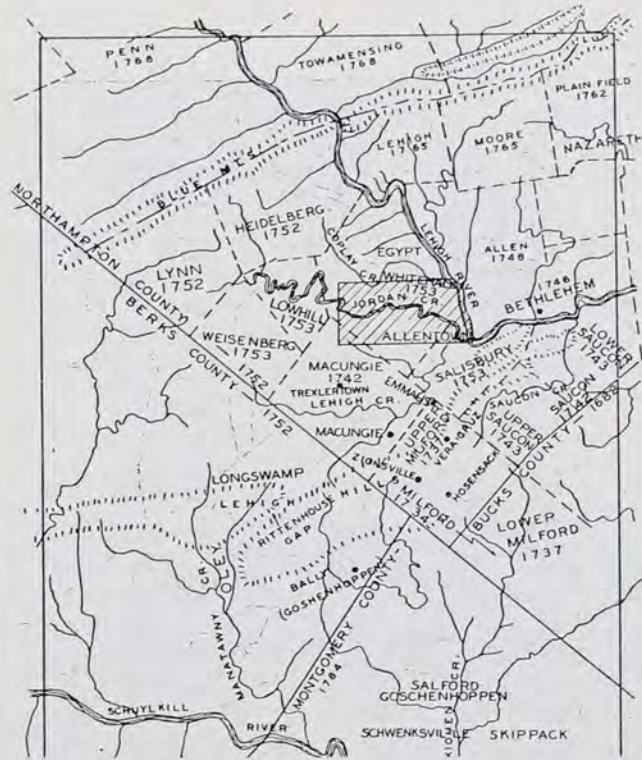 PENN
1768
TOWAMENSING
1768
PLAIN FIELD
1762
LEHIGH
1765
MOORE
1765
NAZARETH
BLUE MTS
HEIDELBERG
1752
COPLAY
CR.
LEHIGH RIVER
EGYPT
ALLEN
1748
NORTHAMPTON COUNTY
BERKS COUNTY
1752
1752
LYNN
1752
WHITEHALL
1753
1746
BETHLEHEM
LOWHILL
1753
JORDAN CR
ALLENTOWN
WEISENBERG
1753
LOWER
SAUCON
1743
SALISBURY
1753
MACUNGIE
1742
TREXLERTOWN
LEHIGH CR.
EMMAUS
SAUCON CR.
UPPER
SAUCON
1743
UPPER
MILFORD
VERA CRUZ
MACUNGIE
ZIONSVILLE
HOSENSACK
BUCKS COUNTY
MILFORD
LOWER
MILFORD
1737
LONGSWAMP
LEHIGH HILLS
RITTENHOUSE
GAP
BALLY
(GOSHENHOPPEN)
OLEY
MANATAWNY
CR.
MONTGOMERY COUNTY
1784
SALFORD
GOSCHENHOPPEN
SCHUYLKILL
RIVER
SCHWENKSVILLE
SKIPPACK
CR.